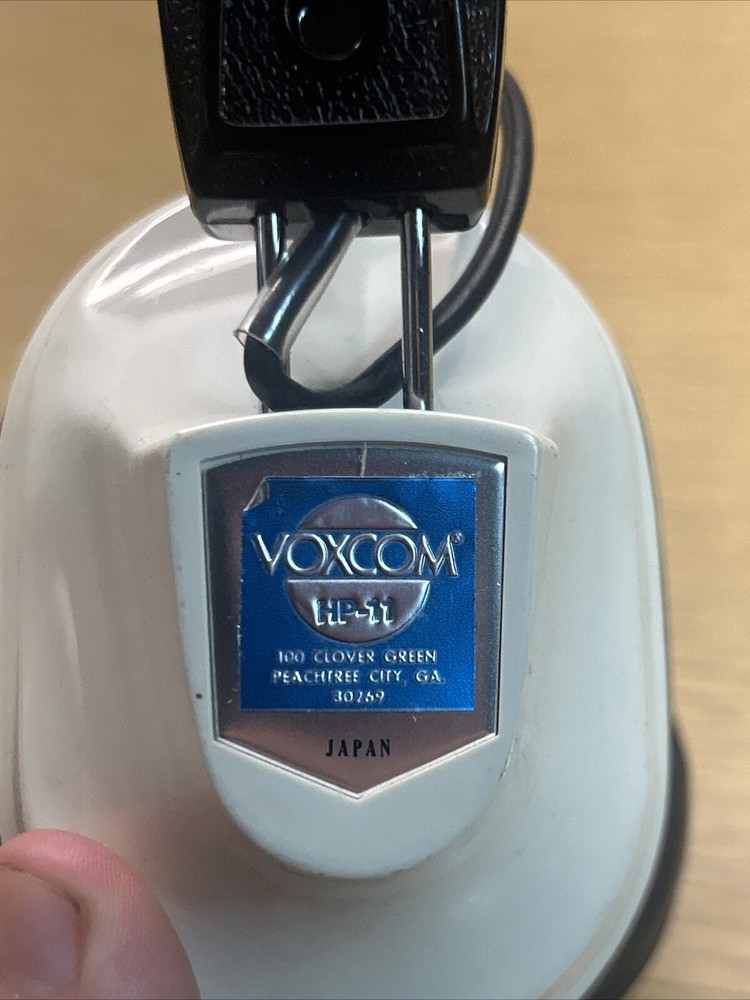 VOXCOM®
HP-11
100 CLOVER GREEN
PEACHTREE CITY, GA.
30269
JAPAN